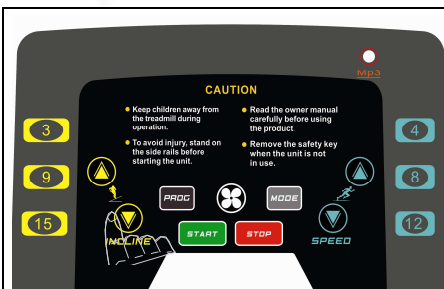 Mp3
CAUTION
• Keep children away from
the treadmill during
operation.
• To avoid injury, stand on
the side rails before
starting the unit.
• Read the owner manual
carefully before using
the product.
• Remove the safety key
when the unit is not
in use.
3
9
15
4
8
12
PROG
MODE
START
STOP
INCLINE
SPEED